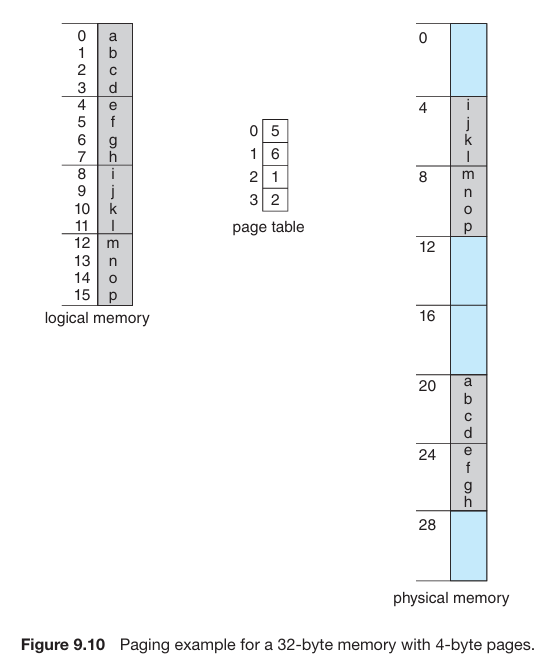 0 a
1 b
2 c
3 d
4 e
5 f
6 g
7 h
8 i
9 j
10 k
11 l
12 m
13 n
14 o
15 p
logical memory
0 5
1 6
2 1
3 2
page table
0
4 i
j
k
l
8 m
n
o
p
12
16
20 a
b
c
d
24 e
f
g
h
28
physical memory
Figure 9.10 Paging example for a 32-byte memory with 4-byte pages.